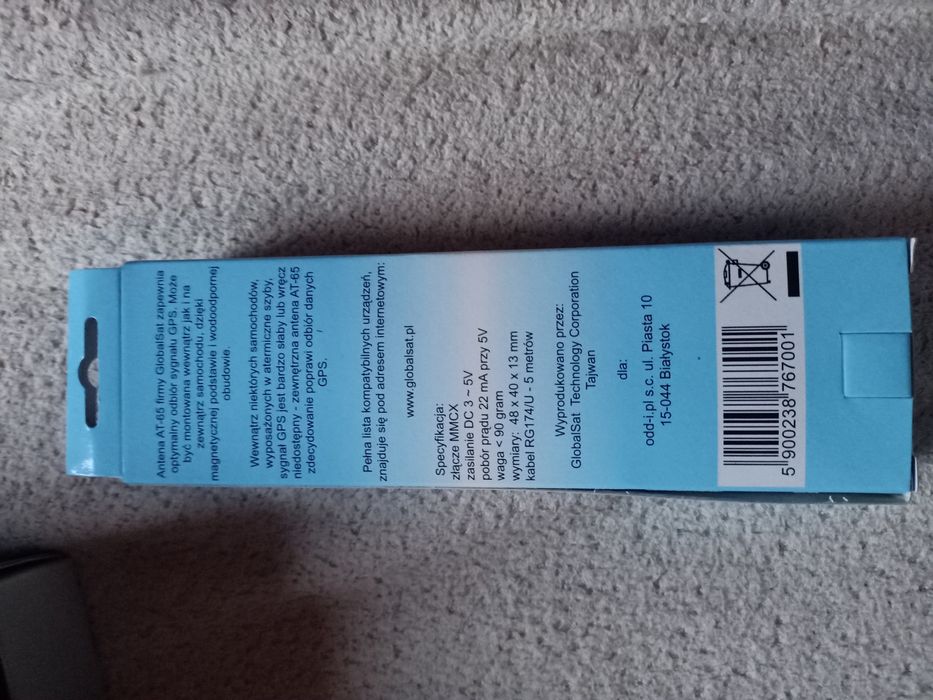 Antena AT-65 firmy GlobalSat zapewnia
optymalny odbiór sygnału GPS. Może
być montowana wewnątrz jak i na
zewnątrz samochodu, dzięki
magnetycznej podstawie i wodoodpornej
obudowie.
Wewnątrz niektórych samochodów,
wyposażonych w atermiczne szyby,
sygnał GPS jest bardzo słaby lub wręcz
niedostępny - zewnętrzna antena AT-65
zdecydowanie poprawi odbiór danych
GPS.
Pełna lista kompatybilnych urządzeń,
znajduje się pod adresem internetowym:
www.globalsat.pl
Specyfikacja:
złącze MMCX
zasilanie DC 3 ~ 5V
pobór prądu 22 mA przy 5V
waga < 90 gram
wymiary: 48 x 40 x 13 mm
kabel RG174/U - 5 metrów
Wyprodukowano przez:
GlobalSat Technology Corporation
Tajwan
dla:
odd-i.pl s.c. ul. Piasta 10
15-044 Białystok
5 900238 767001